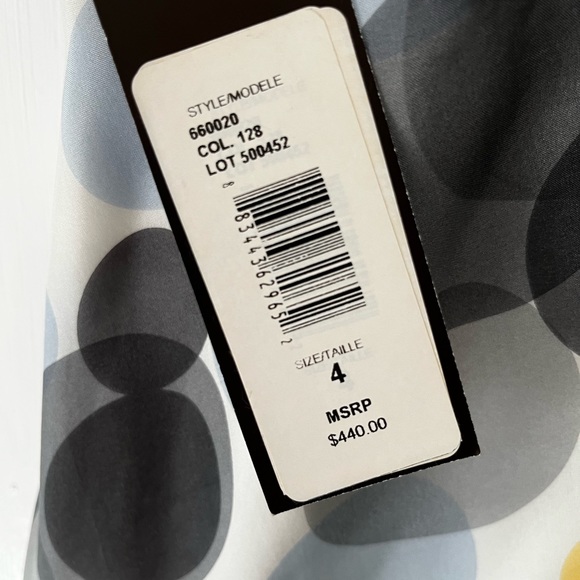 STYLE/MODELE
660020
COL. 128
LOT 500452
8 83443 62965 2
SIZE/TAILLE
4
MSRP
$440.00